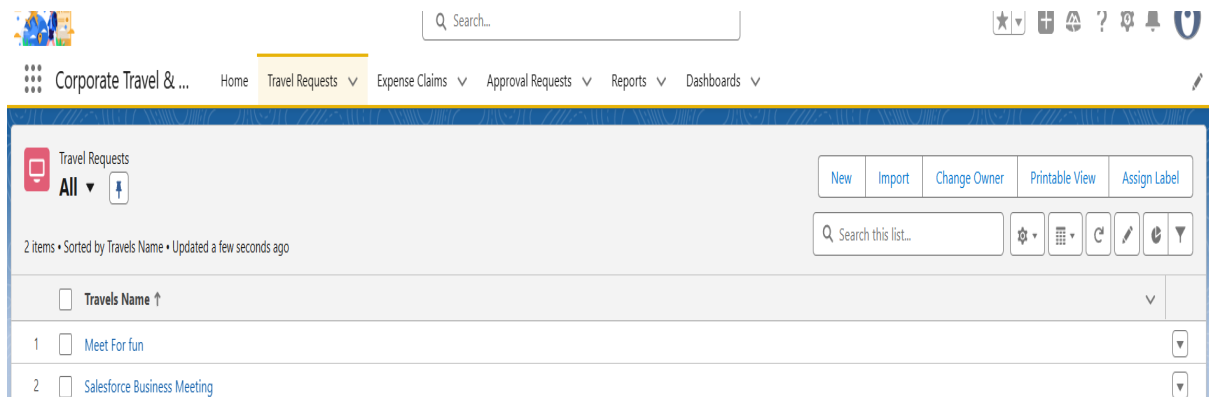 Search...
Corporate Travel & ... Home Travel Requests Expense Claims Approval Requests Reports Dashboards
Travel Requests
All
New Import Change Owner Printable View Assign Label
2 items • Sorted by Travels Name • Updated a few seconds ago
Search this list...
Travels Name ↑
1 Meet For fun
2 Salesforce Business Meeting